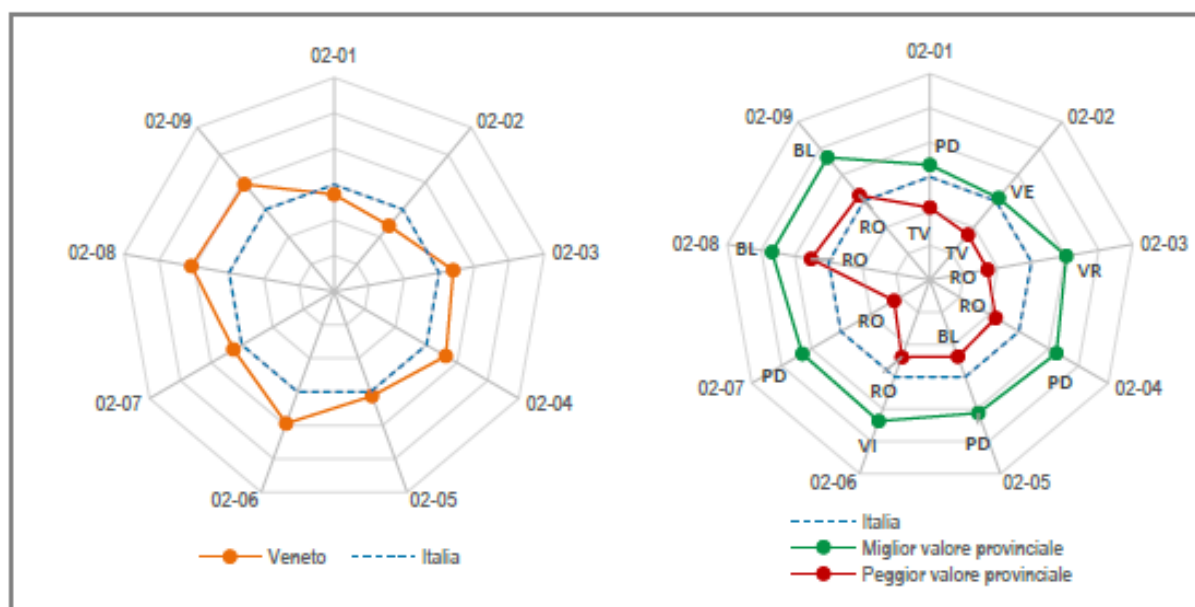 02-01
02-09
02-02
02-08
02-03
02-07
02-04
02-06
02-05
Veneto
Italia
02-01
02-09
02-02
BL
PD
VE
RO
TV
TV
02-08
BL
RO
RO
VR
02-03
RO
RO
BL
PD
02-07
PD
02-04
RO
VI
PD
02-06
02-05
Italia
Miglior valore provinciale
Peggior valore provinciale